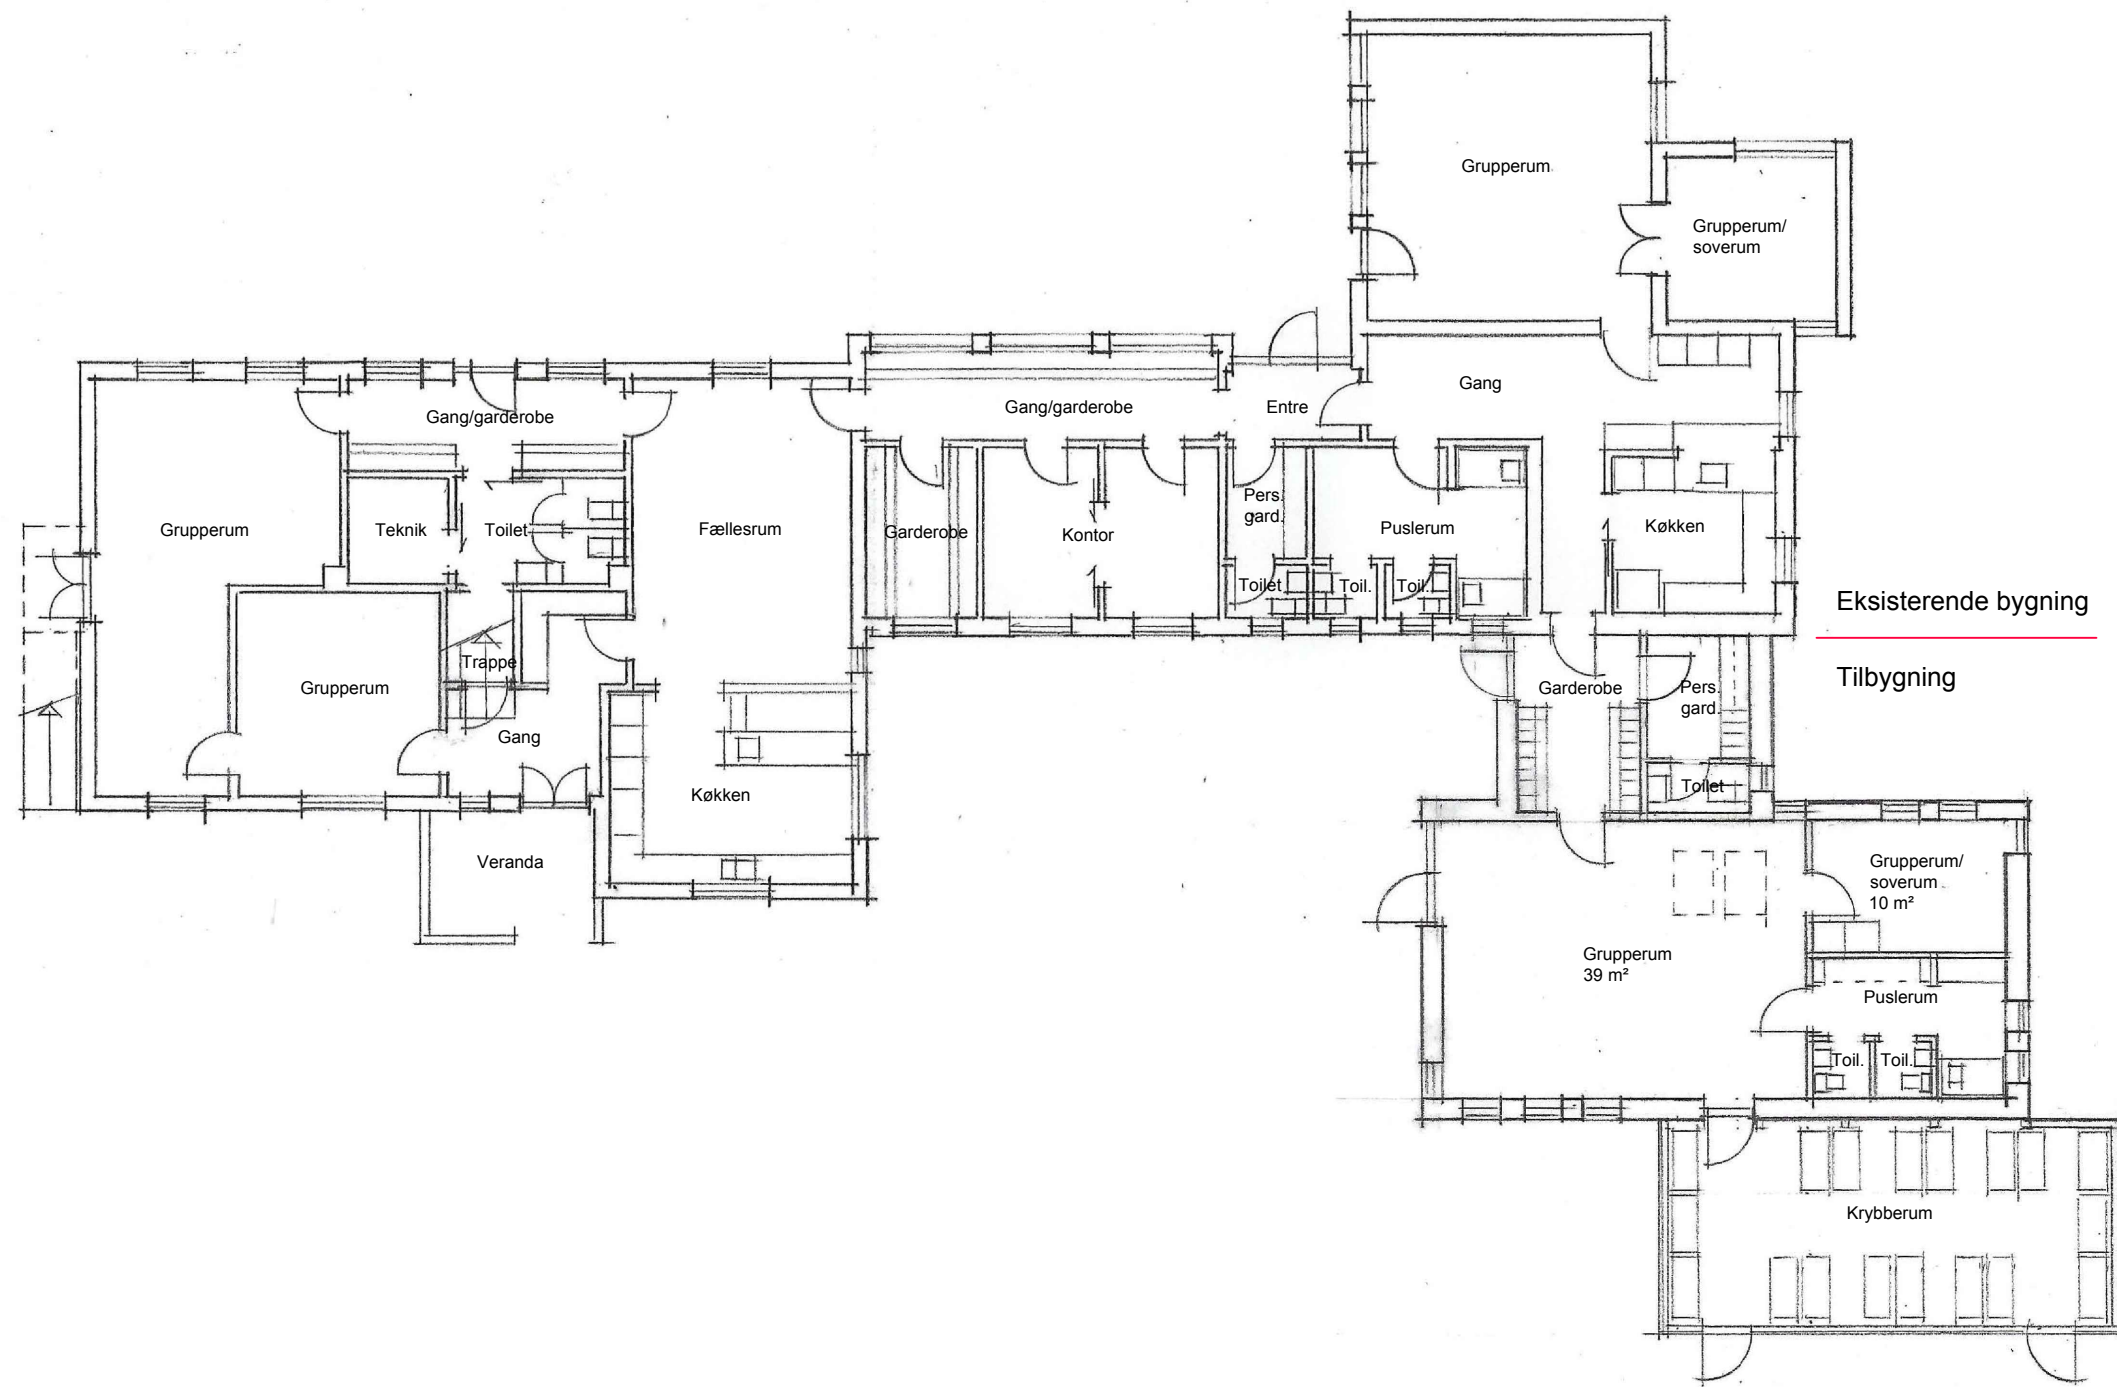 Grupperum
Grupperum/
soverum
Gang
Gang/garderobe
Gang/garderobe
Entre
Grupperum
Teknik
Toilet
Fællesrum
Garderobe
Kontor
Pers.
gard.
Puslerum
Køkken
Toilet
Toil.
Toil.
Eksisterende bygning
Tilbygning
Trappe
Grupperum
Gang
Garderobe
Pers.
gard.
Toilet
Køkken
Veranda
Grupperum/
soverum
10 m²
Grupperum
39 m²
Puslerum
Toil.
Toil.
Krybberum